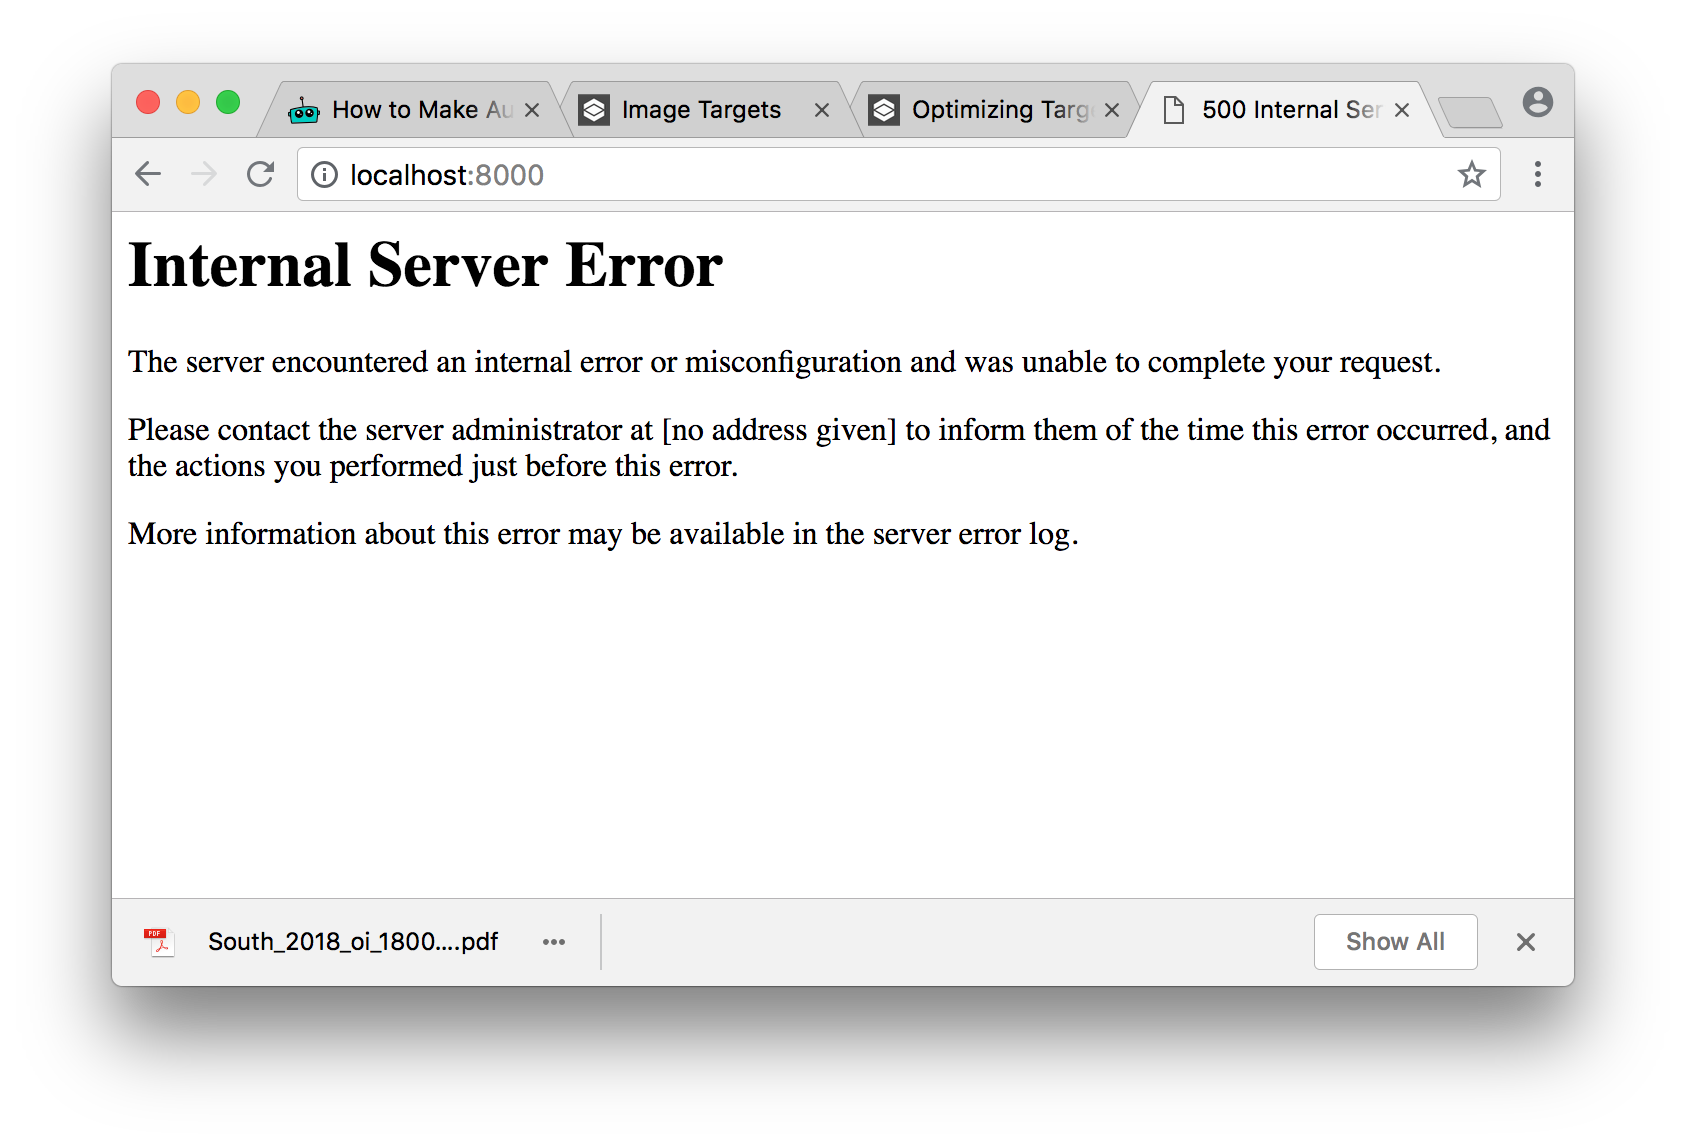 How to Make Au
Image Targets
Optimizing Targ
500 Internal Ser
localhost:8000
Internal Server Error
The server encountered an internal error or misconfiguration and was unable to complete your request.
Please contact the server administrator at [no address given] to inform them of the time this error occurred, and
the actions you performed just before this error.
More information about this error may be available in the server error log.
PDF
South_2018_oi_1800....pdf
Show All